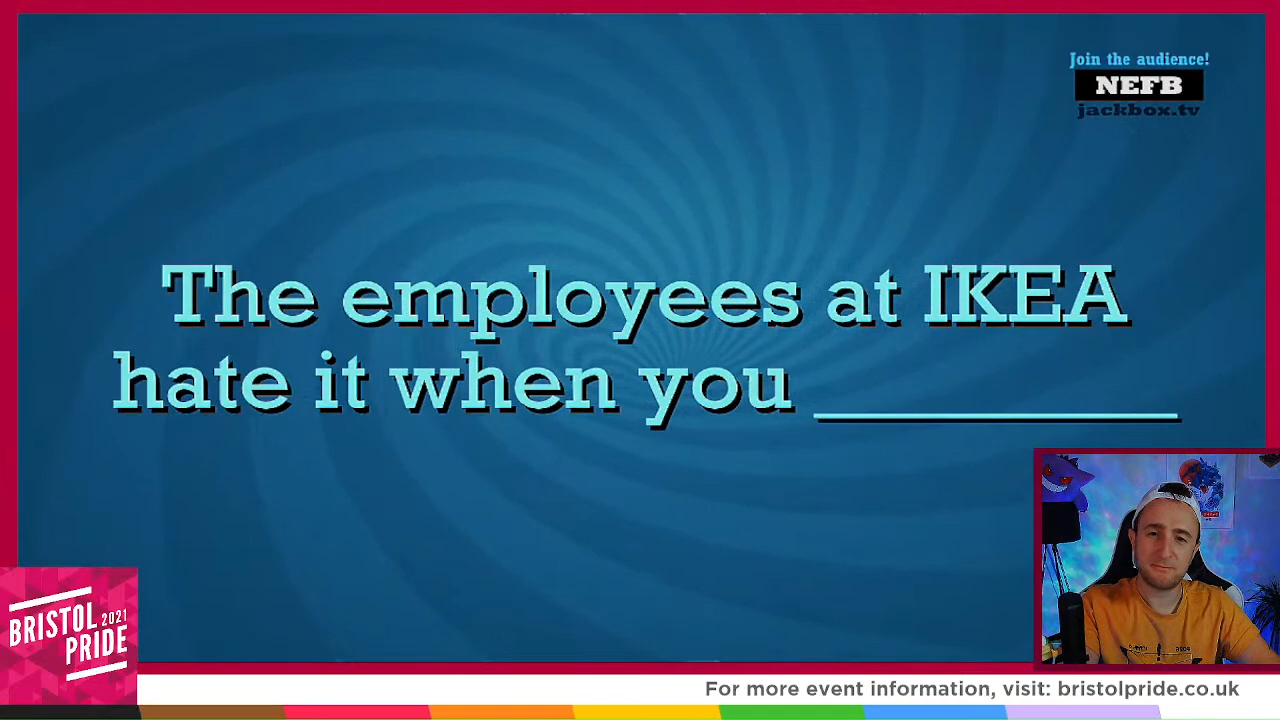 Join the audience!
NEFB
jackbox.tv
The employees at IKEA
hate it when you ___________
BRISTOL 2021
PRIDE
For more event information, visit: bristolpride.co.uk